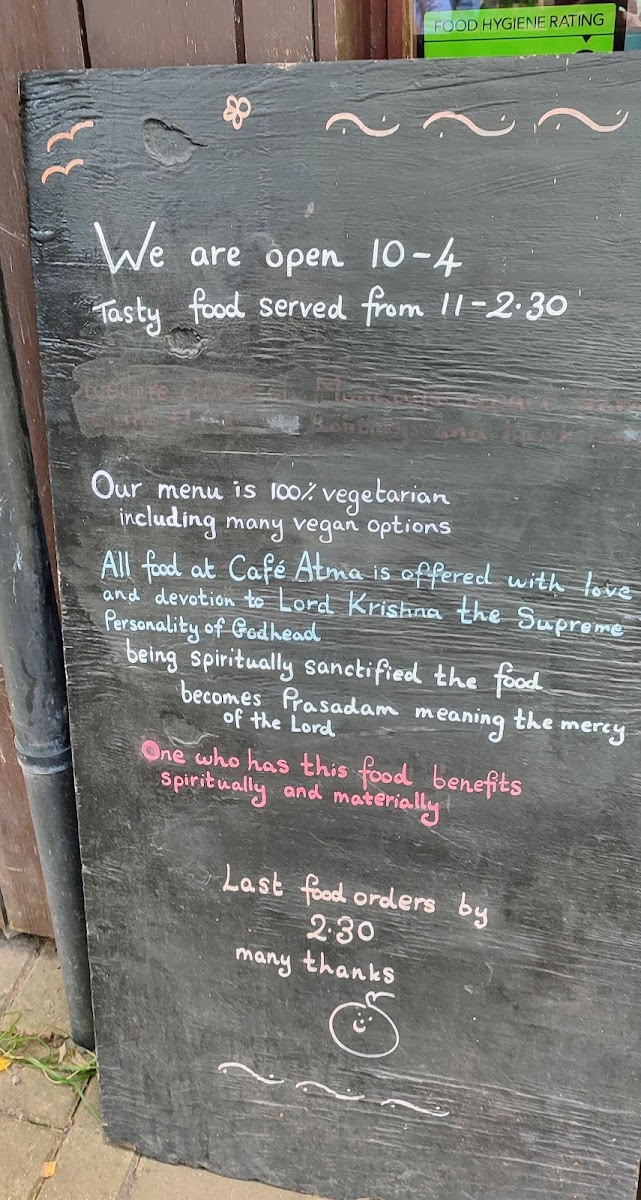 FOOD HYGIENE RATING
We are open 10-4
Tasty food served from 11-2.30
Our menu is 100% vegetarian
including many vegan options
All food at Café Atma is offered with love
and devotion to Lord Krishna the Supreme
Personality of Godhead
being spiritually sanctified the food
becomes Prasadam meaning the mercy
of the Lord
One who has this food benefits
spiritually and materially
Last food orders by
2.30
many thanks